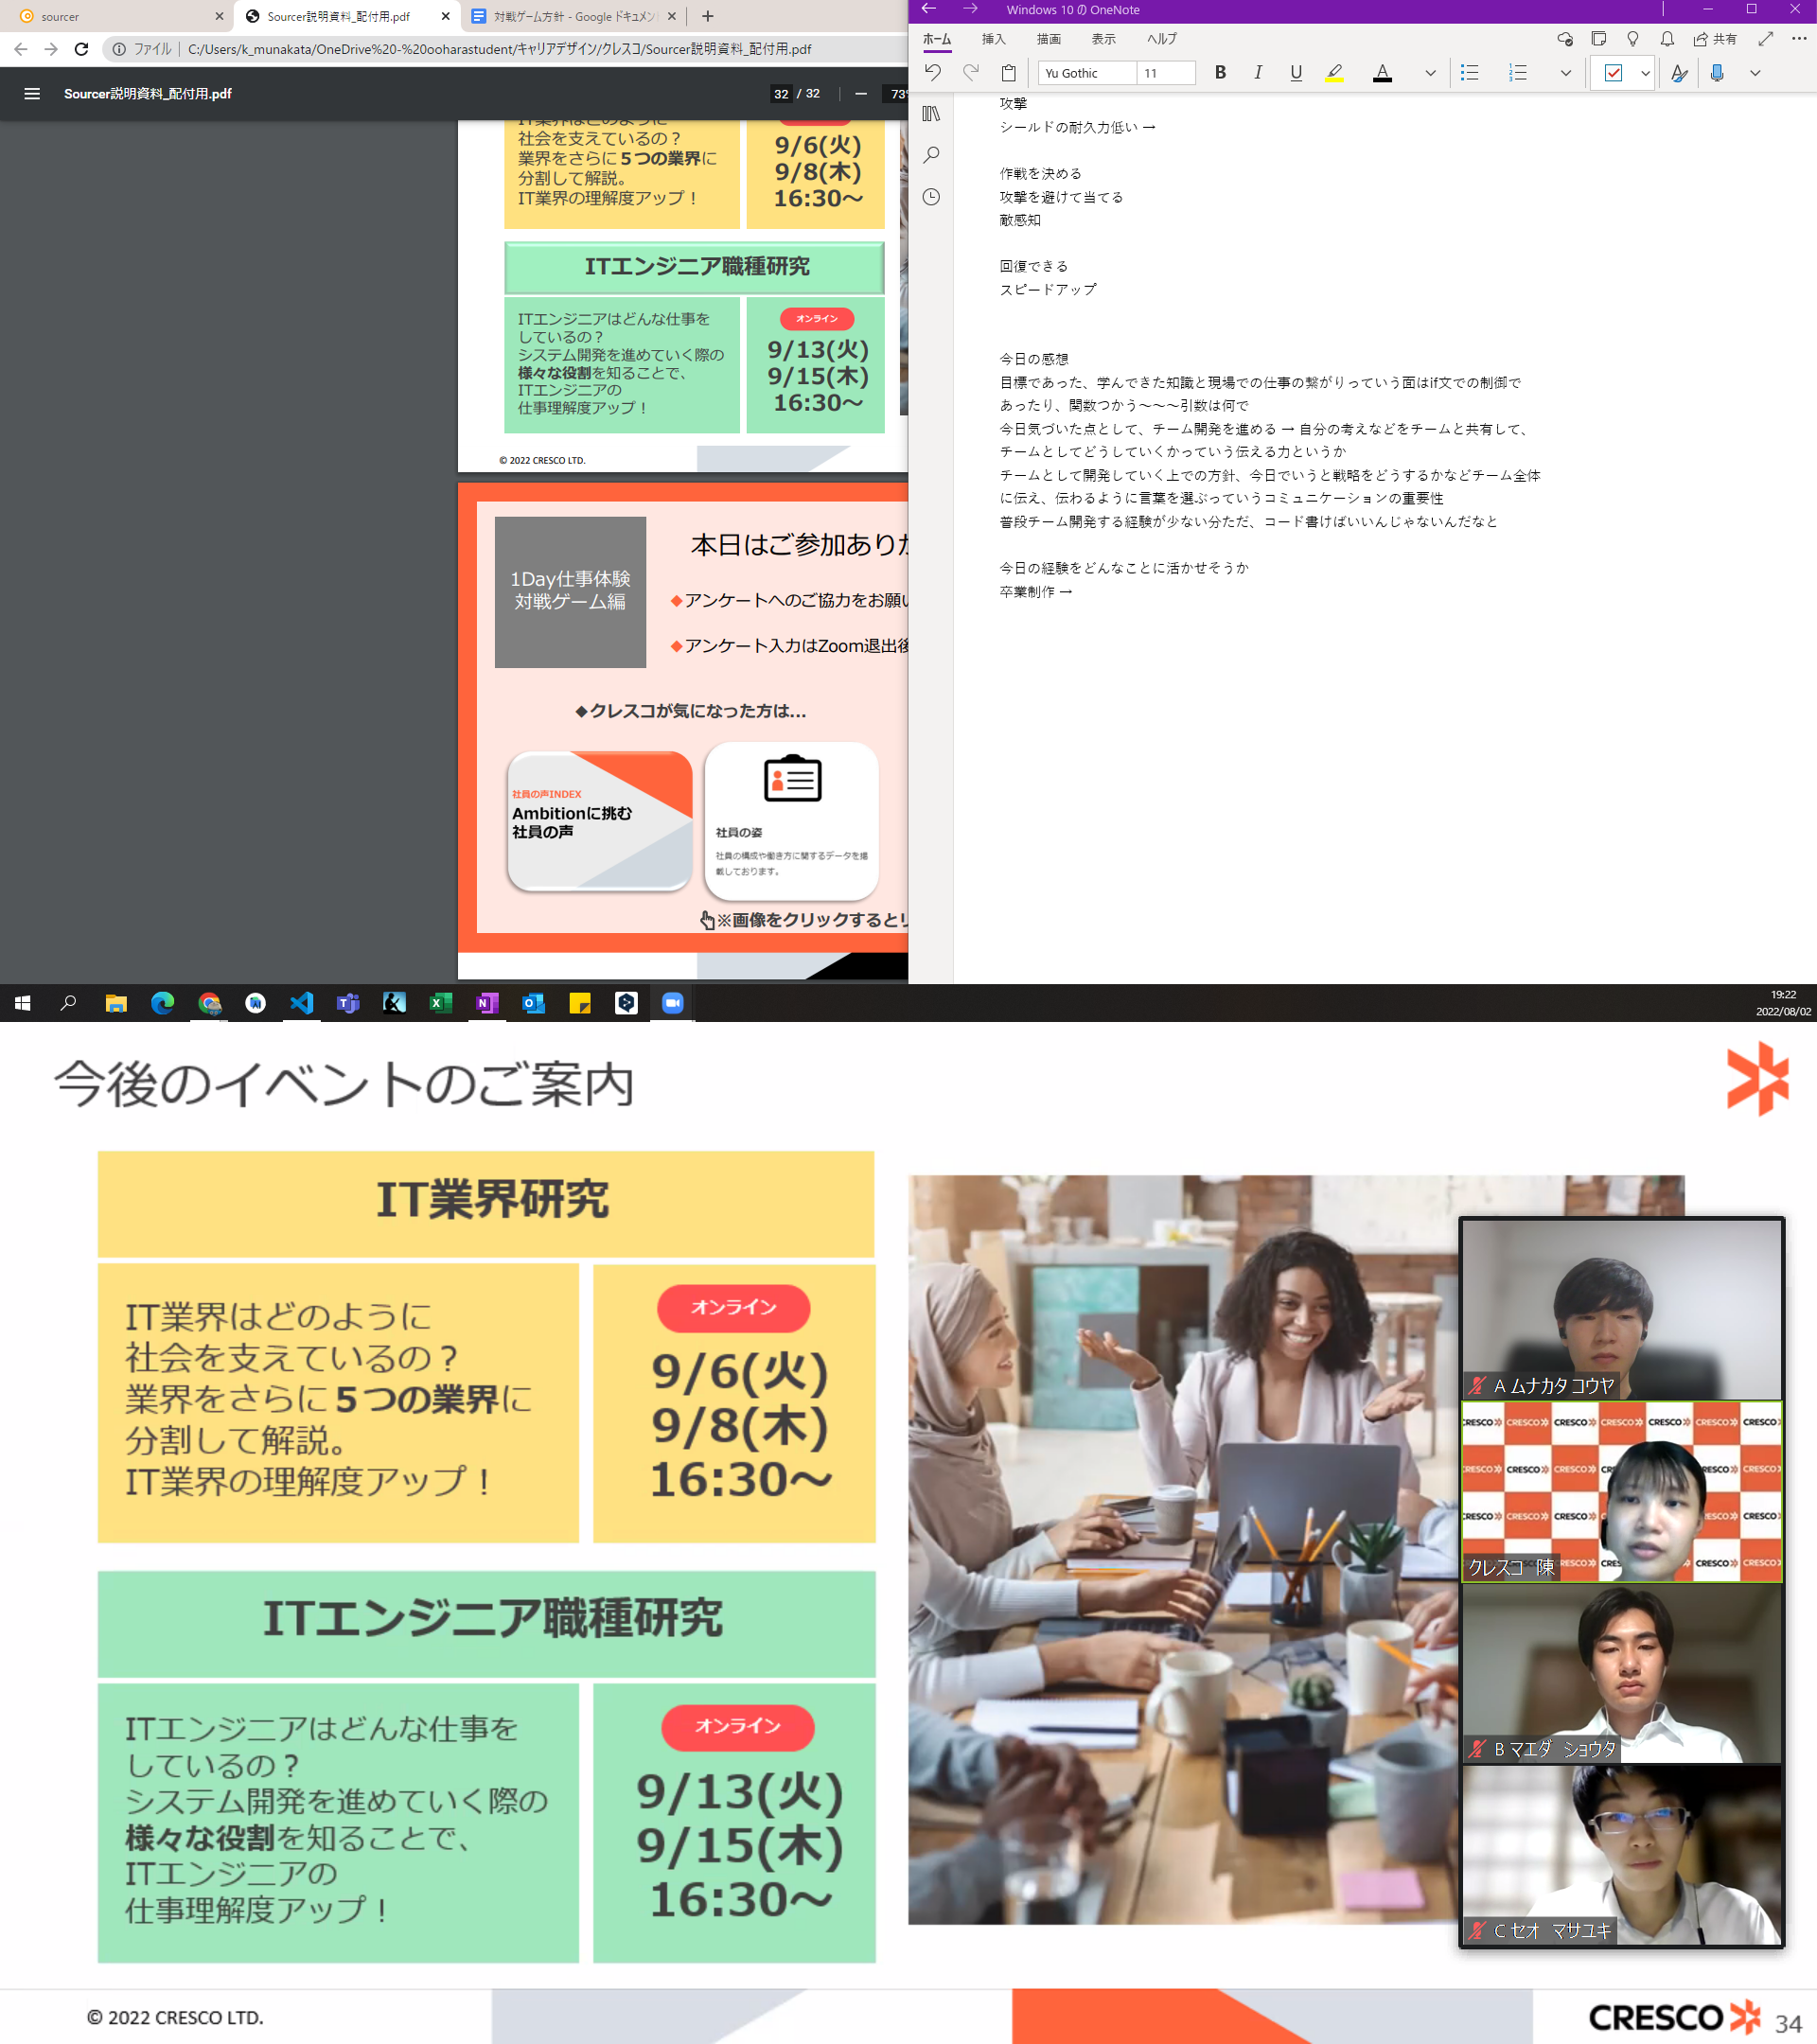 sourcer
Sourcer説明資料_配付用.pdf
対戦ゲーム方針 - Google ドキュメン
ファイル | C:/Users/k_munakata/OneDrive%20-%20ooharastudent/キャリアデザイン/クレスコ/Sourcer説明資料_配付用.pdf
Sourcer説明資料_配付用.pdf
32 / 32
73%
社会を支えているの？
業界をさらに５つの業界に
分割して解説。
IT業界の理解度アップ！
9/6(火)
9/8(木)
16:30～
ITエンジニア職種研究
ITエンジニアはどんな仕事を
しているの？
システム開発を進めていく際の
様々な役割を知ることで、
ITエンジニアの
仕事理解度アップ！
オンライン
9/13(火)
9/15(木)
16:30～
© 2022 CRESCO LTD.
1Day仕事体験
対戦ゲーム編
本日はご参加ありが
◆アンケートへのご協力をお願い
◆アンケート入力はZoom退出後
◆クレスコが気になった方は…
社員の声INDEX
Ambitionに挑む
社員の声
社員の姿
社員の構成や働き方に関するデータを掲
載しております。
※画像をクリックするとリ
Windows 10 の OneNote
ホーム 挿入 描画 表示 ヘルプ
共有
Yu Gothic 11
B I U A
攻撃
シールドの耐久力低い →
作戦を決める
攻撃を避けて当てる
敵感知
回復できる
スピードアップ
今日の感想
目標であった、学んできた知識と現場での仕事の繋がりっていう面はif文での制御で
あったり、関数つかう～～～引数は何で
今日気づいた点として、チーム開発を進める → 自分の考えなどをチームと共有して、
チームとしてどうしていくかっていう伝える力というか
チームとして開発していく上での方針、今日でいうと戦略をどうするかなどチーム全体
に伝え、伝わるように言葉を選ぶっていうコミュニケーションの重要性
普段チーム開発する経験が少ない分ただ、コード書けばいいんじゃないんだなと
今日の経験をどんなことに活かせそうか
卒業制作 →
19:22
2022/08/02
今後のイベントのご案内
IT業界研究
IT業界はどのように
社会を支えているの？
業界をさらに５つの業界に
分割して解説。
IT業界の理解度アップ！
オンライン
9/6(火)
9/8(木)
16:30～
ITエンジニア職種研究
ITエンジニアはどんな仕事を
しているの？
システム開発を進めていく際の
様々な役割を知ることで、
ITエンジニアの
仕事理解度アップ！
オンライン
9/13(火)
9/15(木)
16:30～
A ムナカタ コウヤ
クレスコ 陳
B マエダ ショウタ
C セオ マサユキ
© 2022 CRESCO LTD.
CRESCO
34